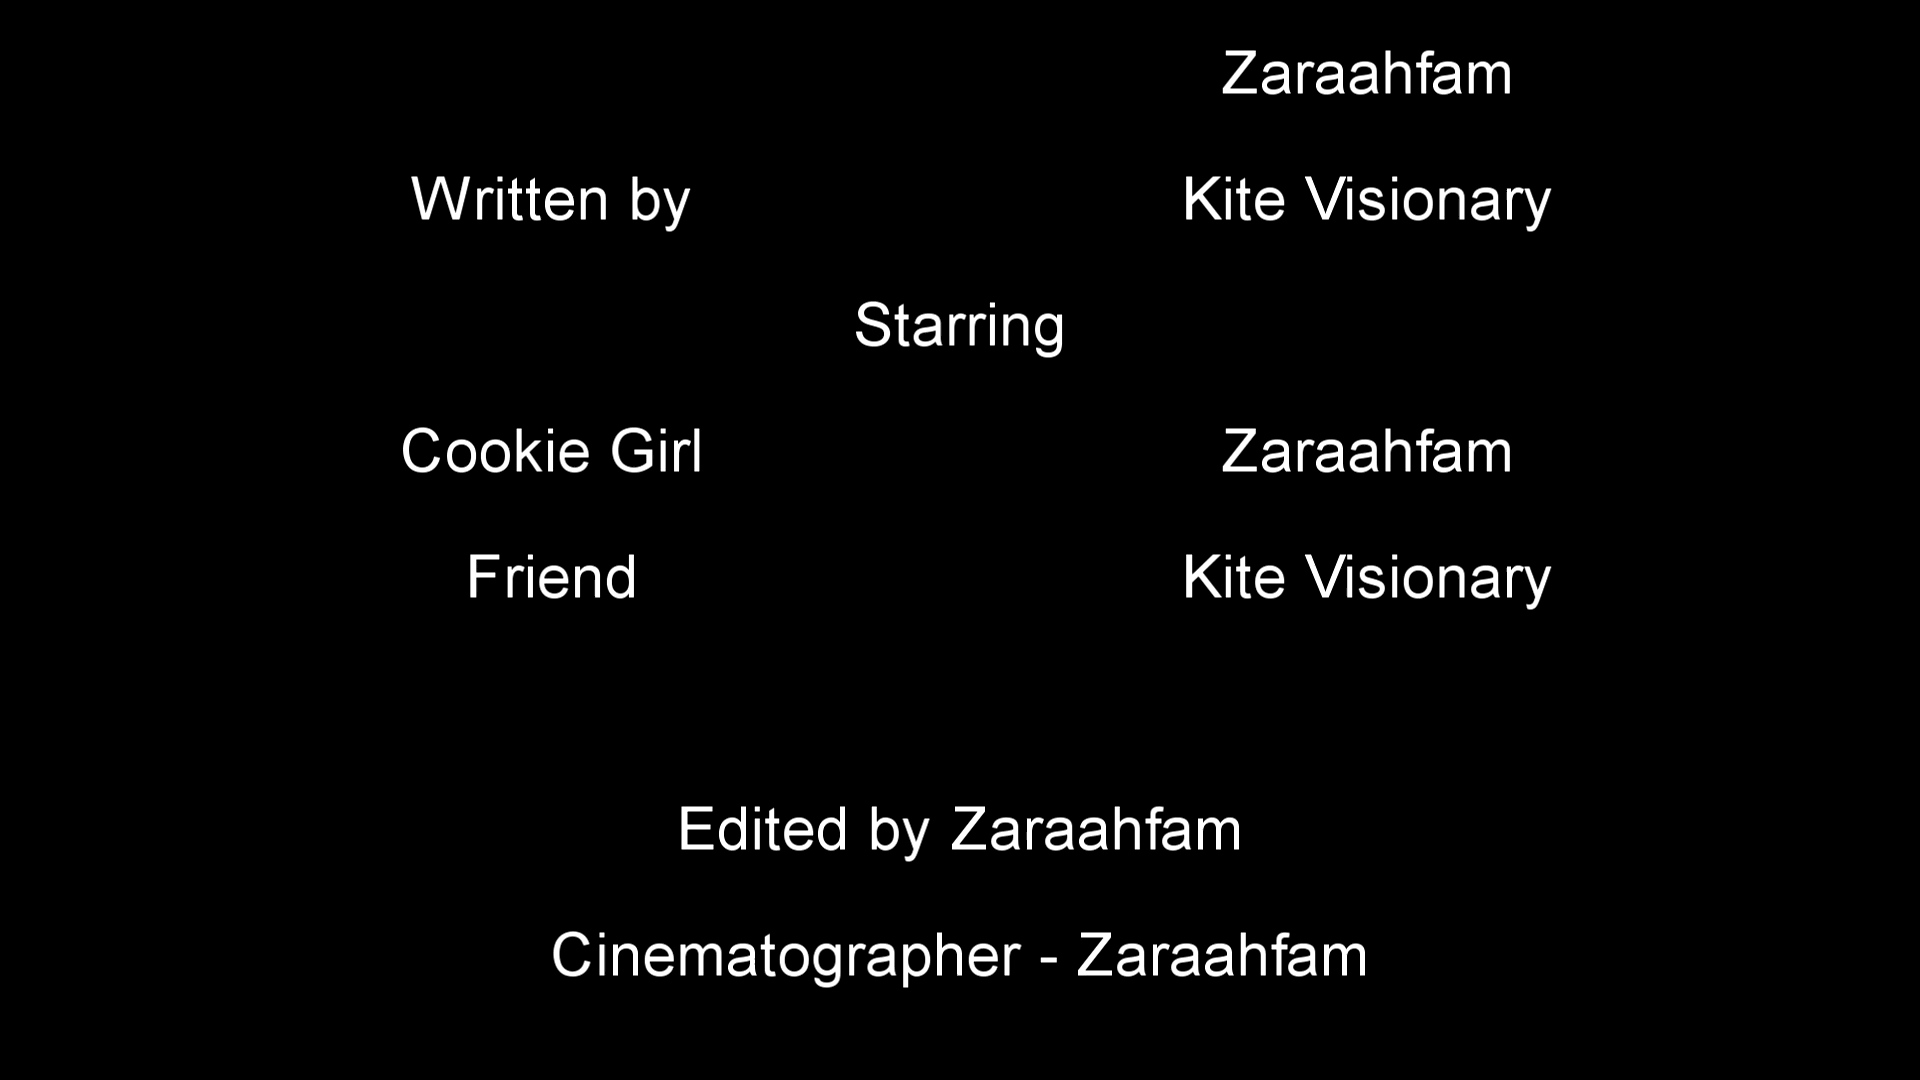 Zaraahfam
Written by Kite Visionary
Starring
Cookie Girl Zaraahfam
Friend Kite Visionary
Edited by Zaraahfam
Cinematographer - Zaraahfam